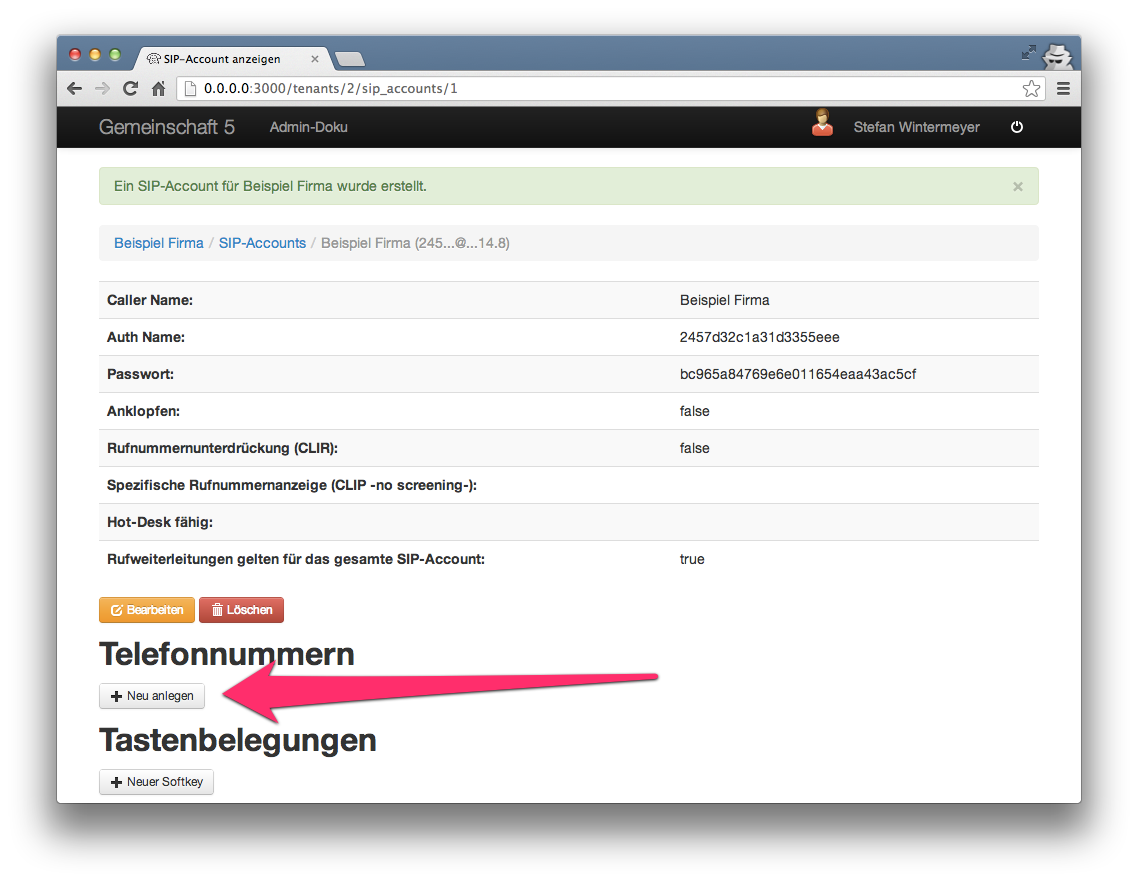 SIP-Account anzeigen
0.0.0.0:3000/tenants/2/sip_accounts/1
Gemeinschaft 5 Admin-Doku Stefan Wintermeyer
Ein SIP-Account für Beispiel Firma wurde erstellt. ×
Beispiel Firma / SIP-Accounts / Beispiel Firma (245...@...14.8)
Caller Name: Beispiel Firma
Auth Name: 2457d32c1a31d3355eee
Passwort: bc965a84769e6e011654eaa43ac5cf
Anklopfen: false
Rufnummernunterdrückung (CLIR): false
Spezifische Rufnummernanzeige (CLIP -no screening-):
Hot-Desk fähig:
Rufweiterleitungen gelten für das gesamte SIP-Account: true
Bearbeiten Löschen
Telefonnummern
Neu anlegen
Tastenbelegungen
Neuer Softkey